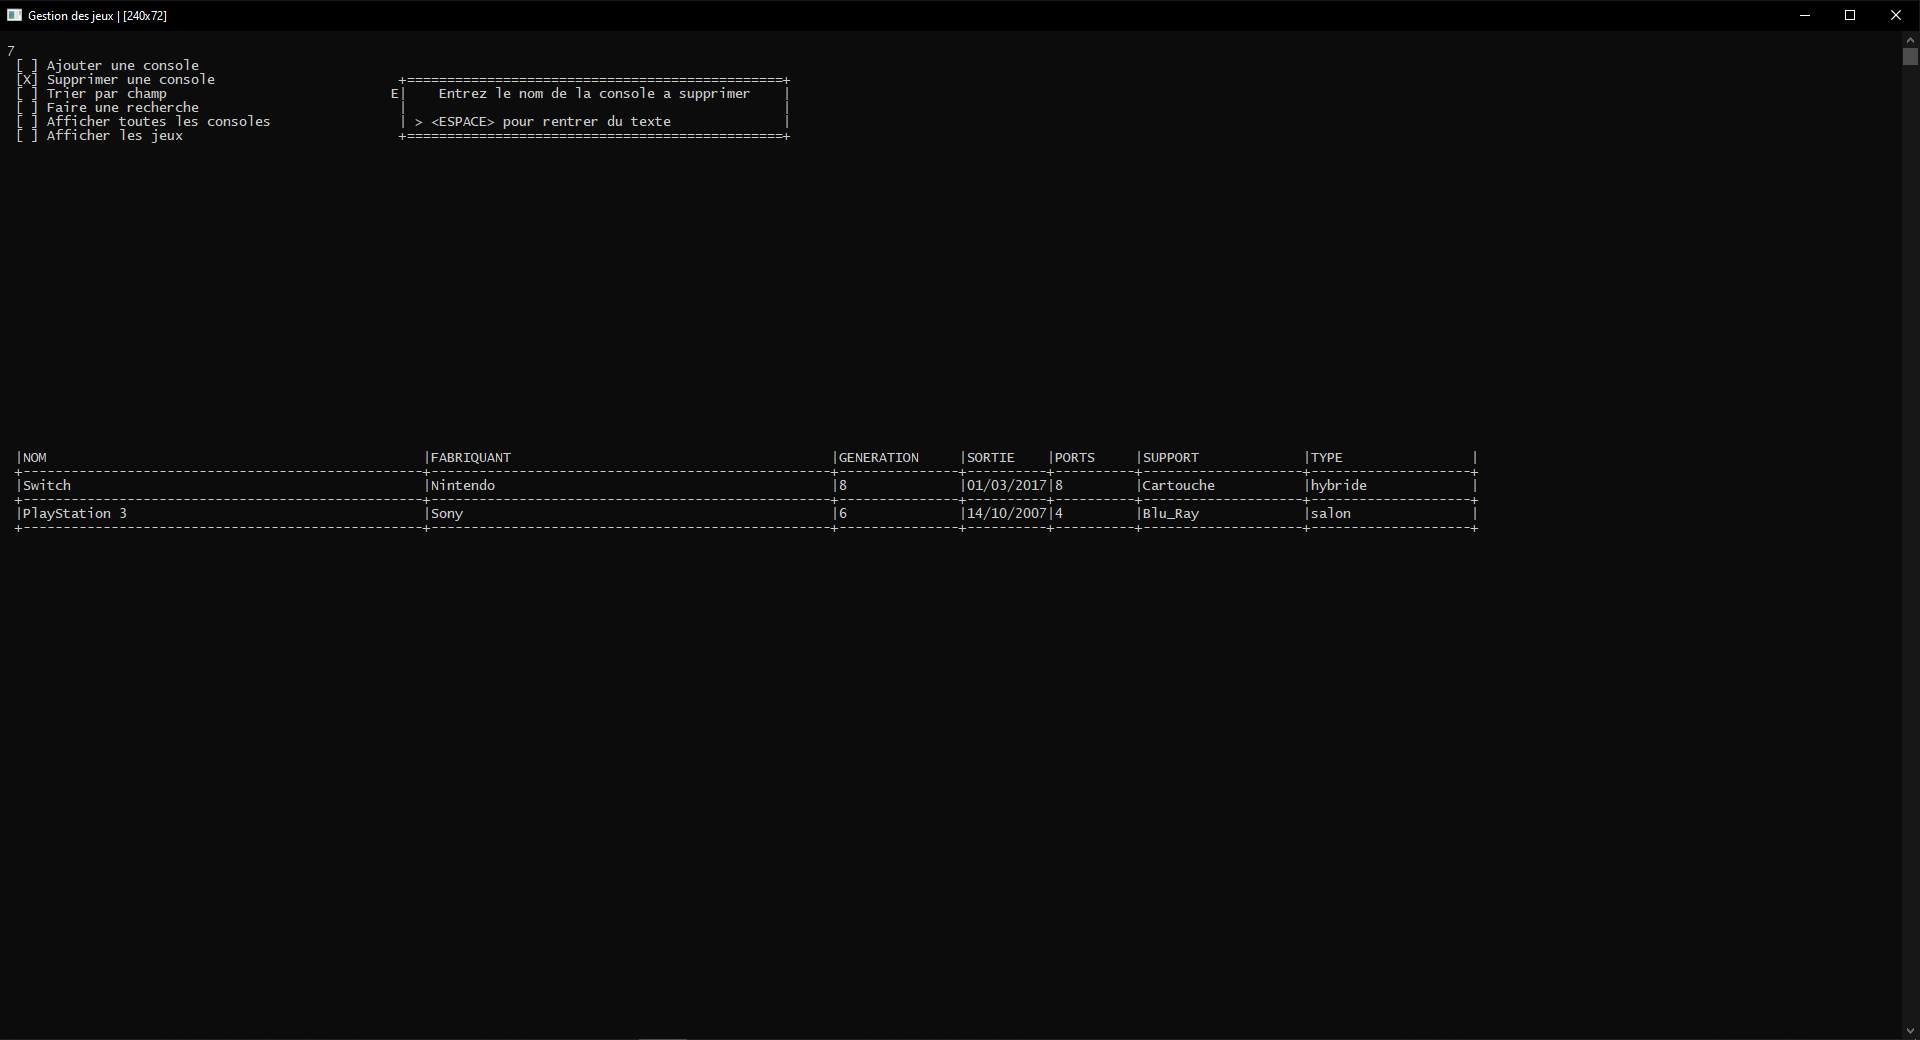 Gestion des jeux | [240x72]
7
[ ] Ajouter une console
[X] Supprimer une console +===============================================+
[ ] Trier par champ E| Entrez le nom de la console a supprimer |
[ ] Faire une recherche | |
[ ] Afficher toutes les consoles | > <ESPACE> pour rentrer du texte |
[ ] Afficher les jeux +===============================================+
|NOM |FABRIQUANT |GENERATION |SORTIE |PORTS |SUPPORT |TYPE |
+--------------------------------------------------+--------------------------------------------------+---------------+----------+----------+--------------------+--------------------+
|Switch |Nintendo |8 |01/03/2017|8 |Cartouche |hybride |
+--------------------------------------------------+--------------------------------------------------+---------------+----------+----------+--------------------+--------------------+
|PlayStation 3 |Sony |6 |14/10/2007|4 |Blu_Ray |salon |
+--------------------------------------------------+--------------------------------------------------+---------------+----------+----------+--------------------+--------------------+